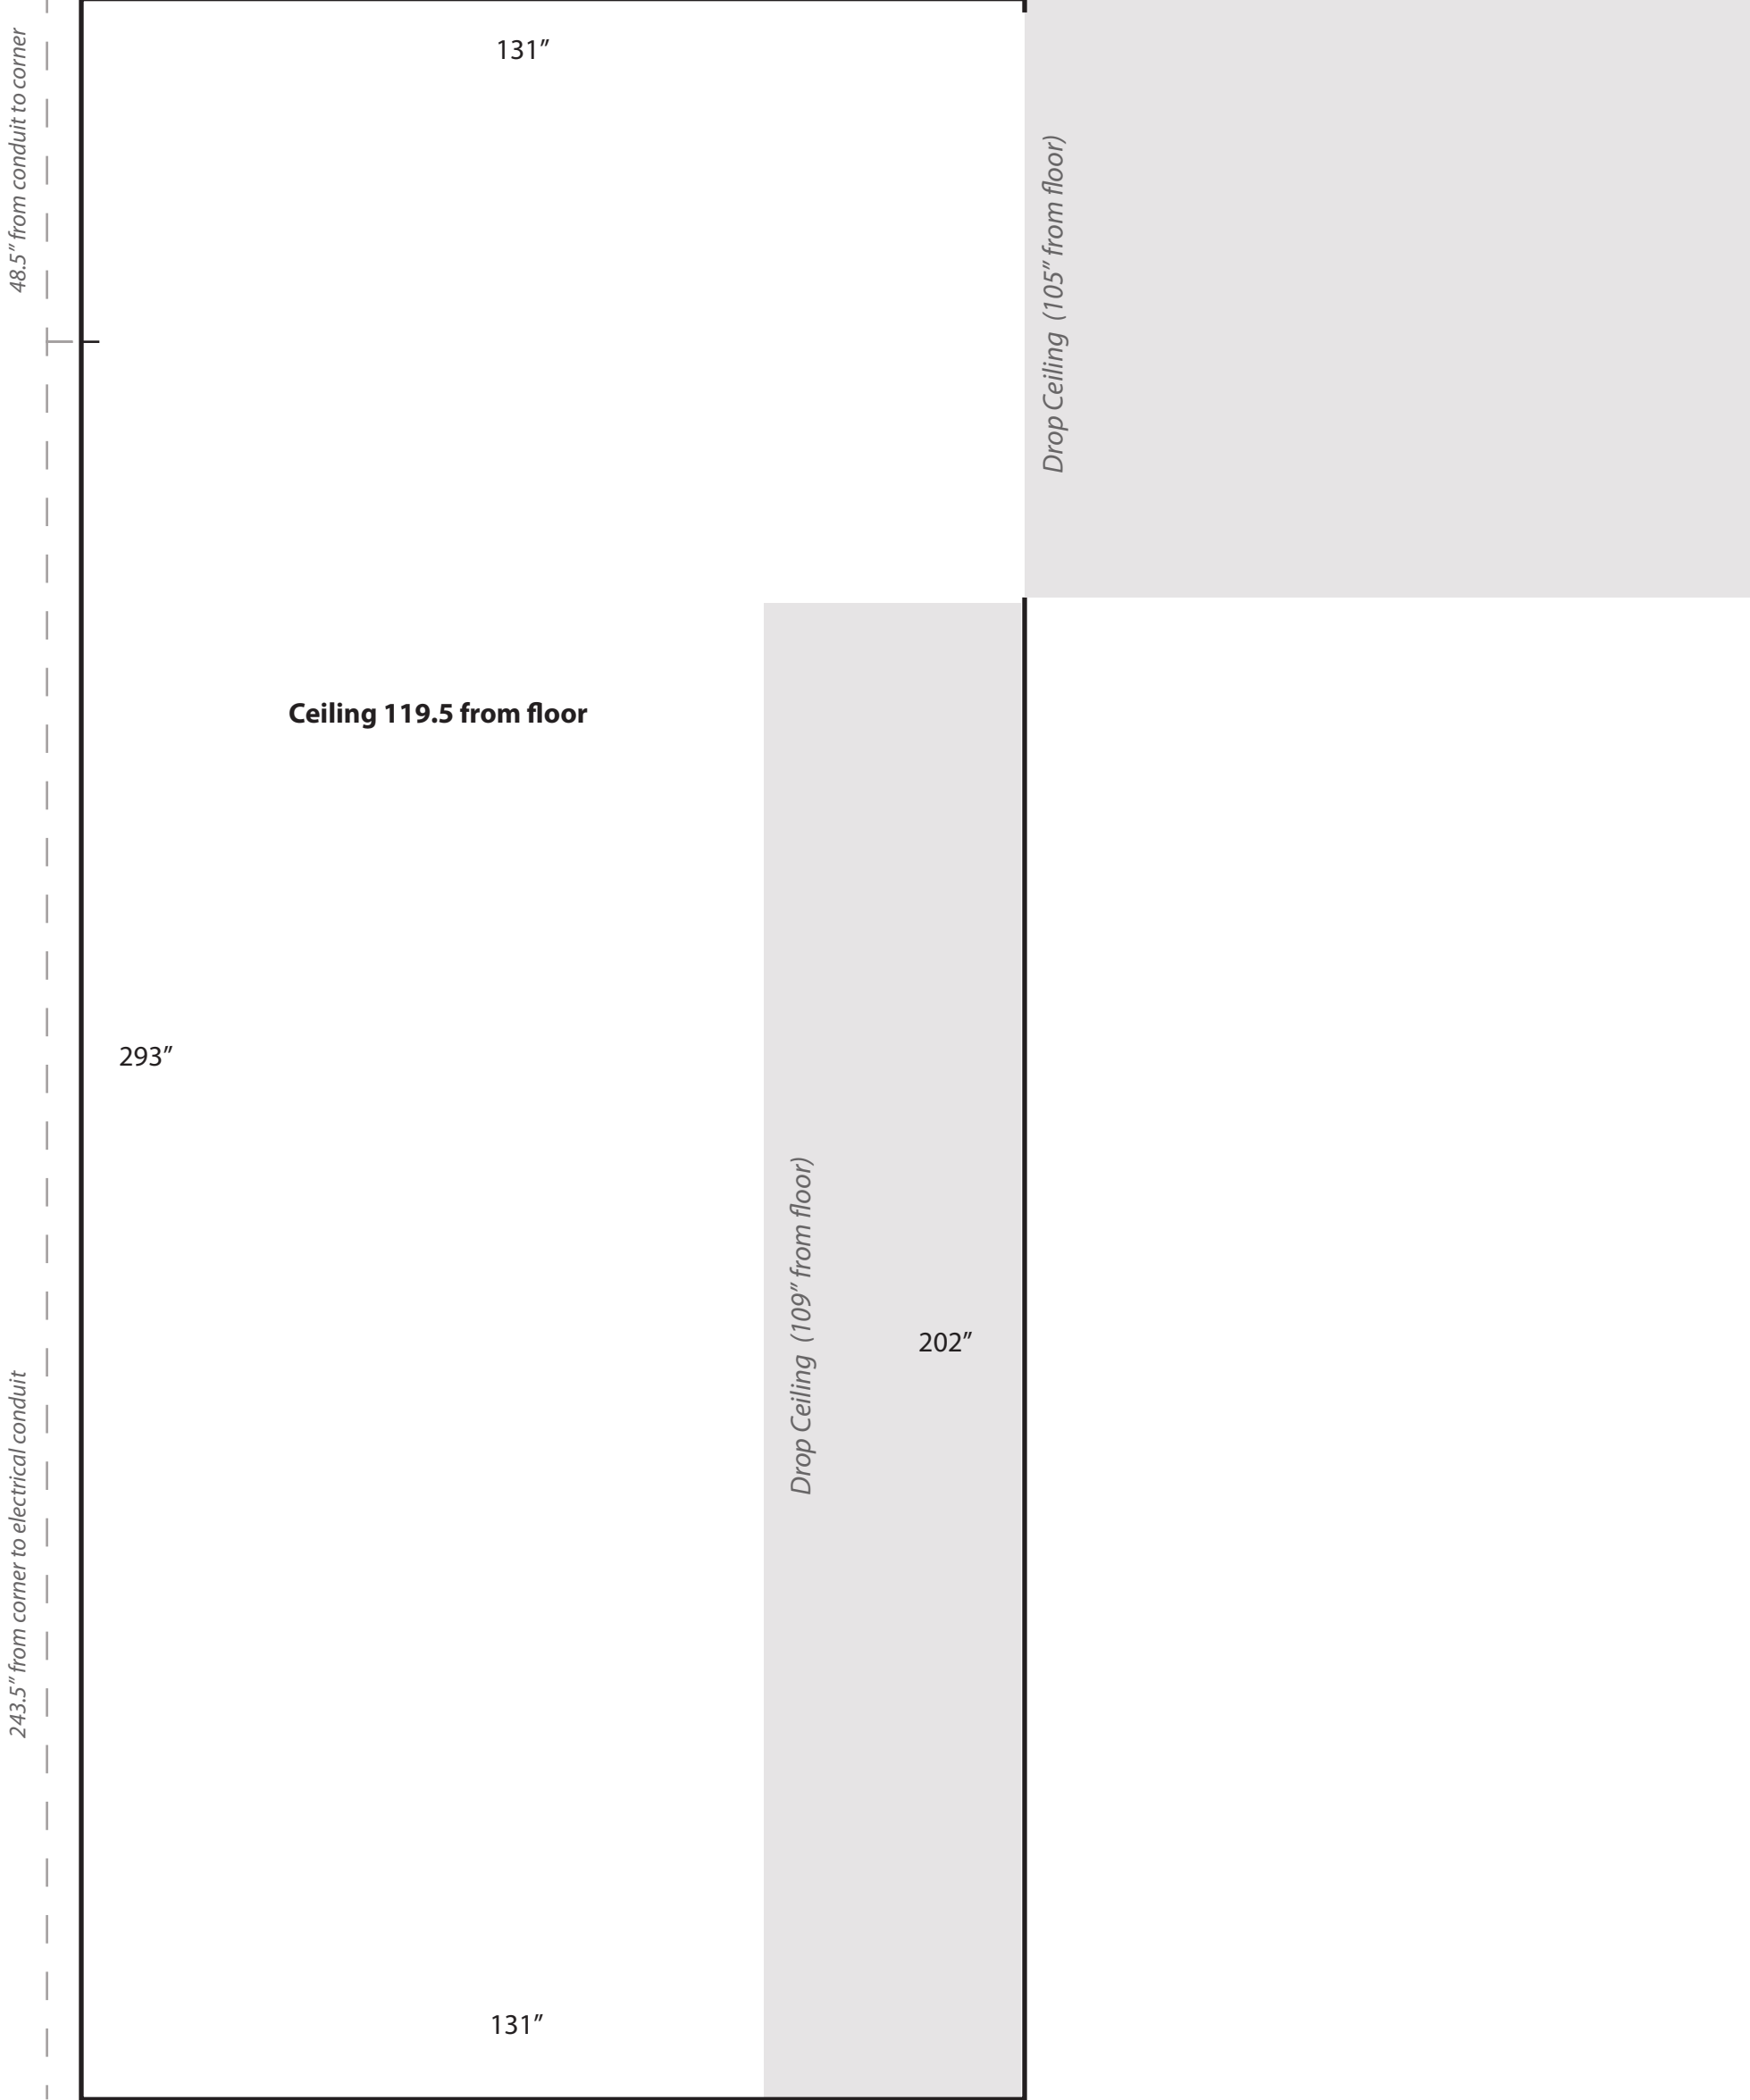 131”
48.5” from conduit to corner
Drop Ceiling (105” from floor)
Ceiling 119.5 from floor
293”
Drop Ceiling (109” from floor)
202”
243.5” from corner to electrical conduit
131”